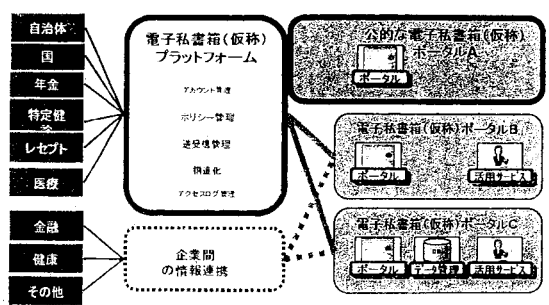 自治体
国
年金
特定健
レセプト
医療
金融
健康
その他
電子私書箱(仮称)
プラットフォーム
アカウント管理
ポリシー管理
送受信管理
アクセスログ管理
企業間
の情報連携
公的な電子私書箱(仮称)
ポータルA
ポータル
電子私書箱(仮称)ポータルB
ポータル
活用サービス
電子私書箱(仮称)ポータルC
ポータル
データ管理
活用サービス